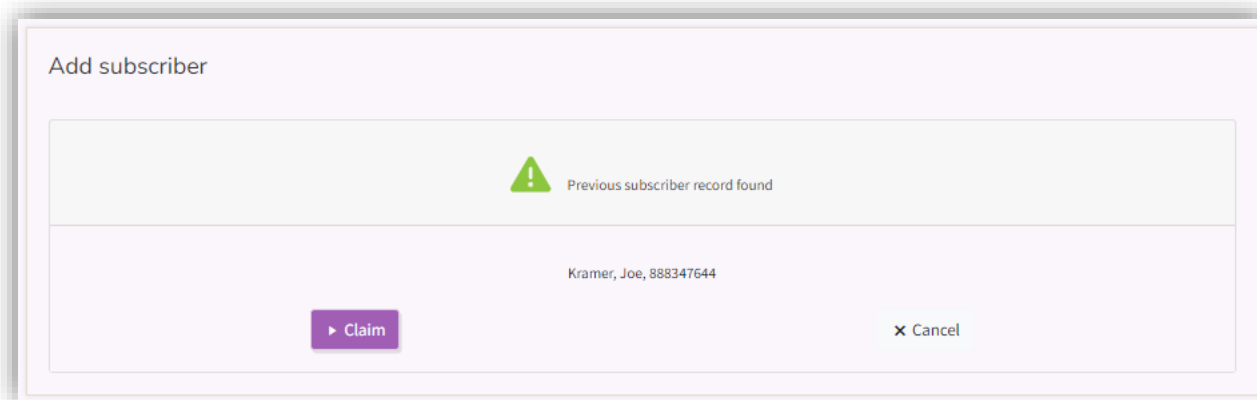 Add subscriber
Previous subscriber record found
Kramer, Joe, 888347644
Claim
Cancel